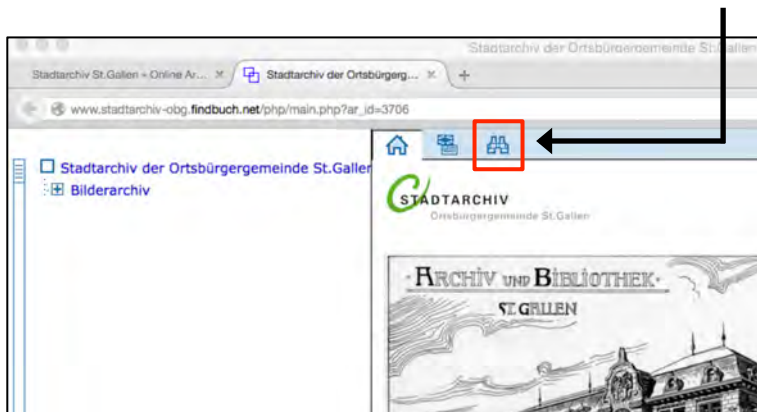 Stadtarchiv der Ortsbürgergemeinde St.Gallen
Stadtarchiv St.Gallen – Online Ar...
Stadtarchiv der Ortsbürgerg...
www.stadtarchiv-obg.findbuch.net/php/main.php?ar_id=3706
Stadtarchiv der Ortsbürgergemeinde St.Galler
Bilderarchiv
STADTARCHIV
Ortsbürgergemeinde St.Gallen
ARCHIV UND BIBLIOTHEK
ST.GALLEN